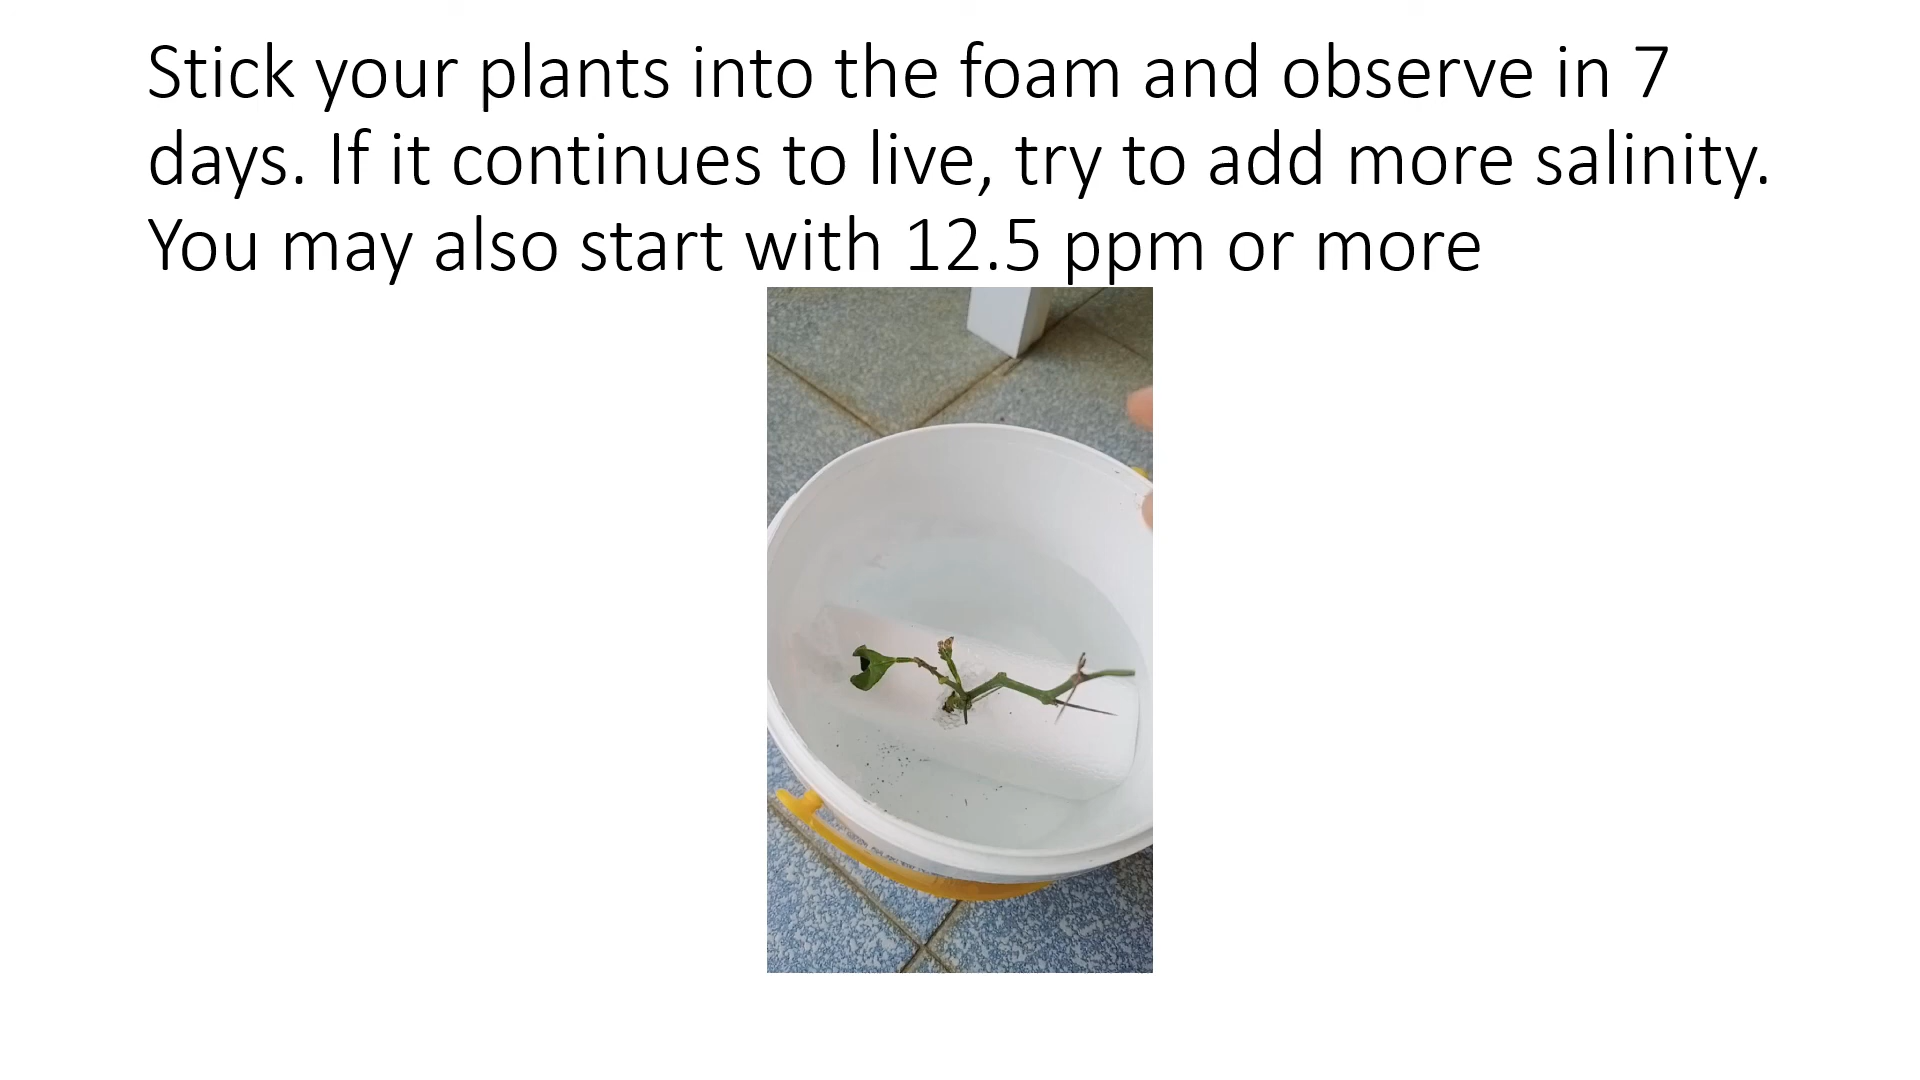 Stick your plants into the foam and observe in 7
days. If it continues to live, try to add more salinity.
You may also start with 12.5 ppm or more